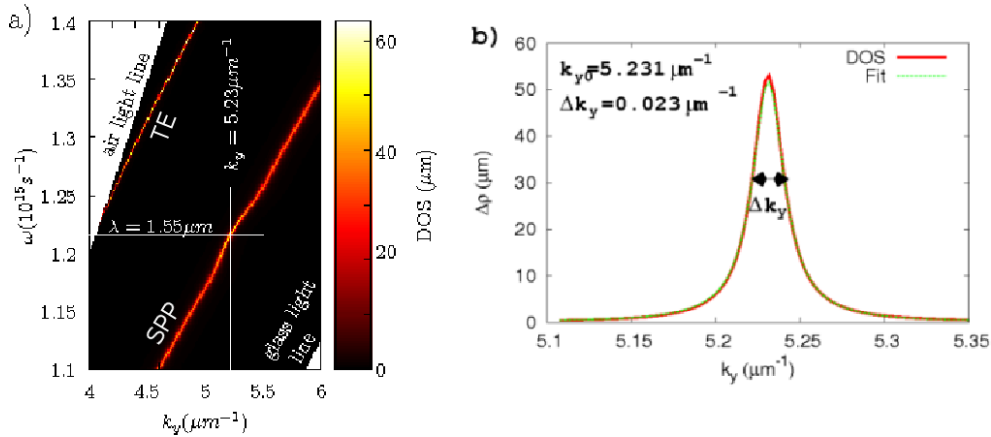 a)
1.4
1.35
1.3
1.25
1.2
1.15
1.1
ω(10¹⁵s⁻¹)
4
4.5
5
5.5
6
k_y(μm⁻¹)
air light line
TE
k_y = 5.23μm⁻¹
λ = 1.55μm
SPP
glass light
line
60
40
20
0
DOS (μm)
b)
60
50
40
30
20
10
0
Δρ (μm)
k_y0=5.231 μm⁻¹
Δk_y=0.023 μm⁻¹
DOS
Fit
Δk_y
5.1
5.15
5.2
5.25
5.3
5.35
k_y (μm⁻¹)